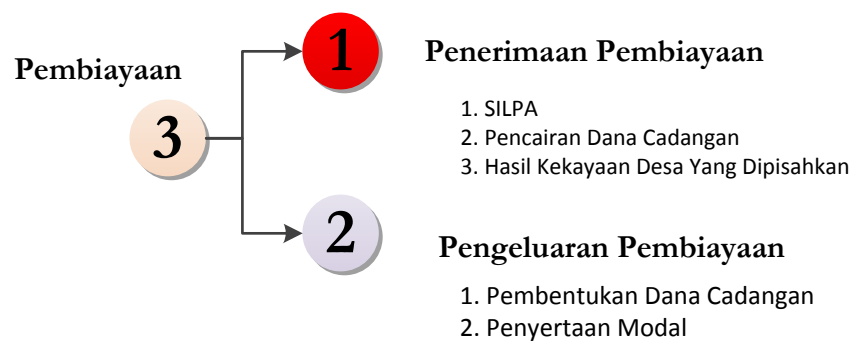 Pembiayaan
3
1
Penerimaan Pembiayaan
1. SILPA
2. Pencairan Dana Cadangan
3. Hasil Kekayaan Desa Yang Dipisahkan
2
Pengeluaran Pembiayaan
1. Pembentukan Dana Cadangan
2. Penyertaan Modal